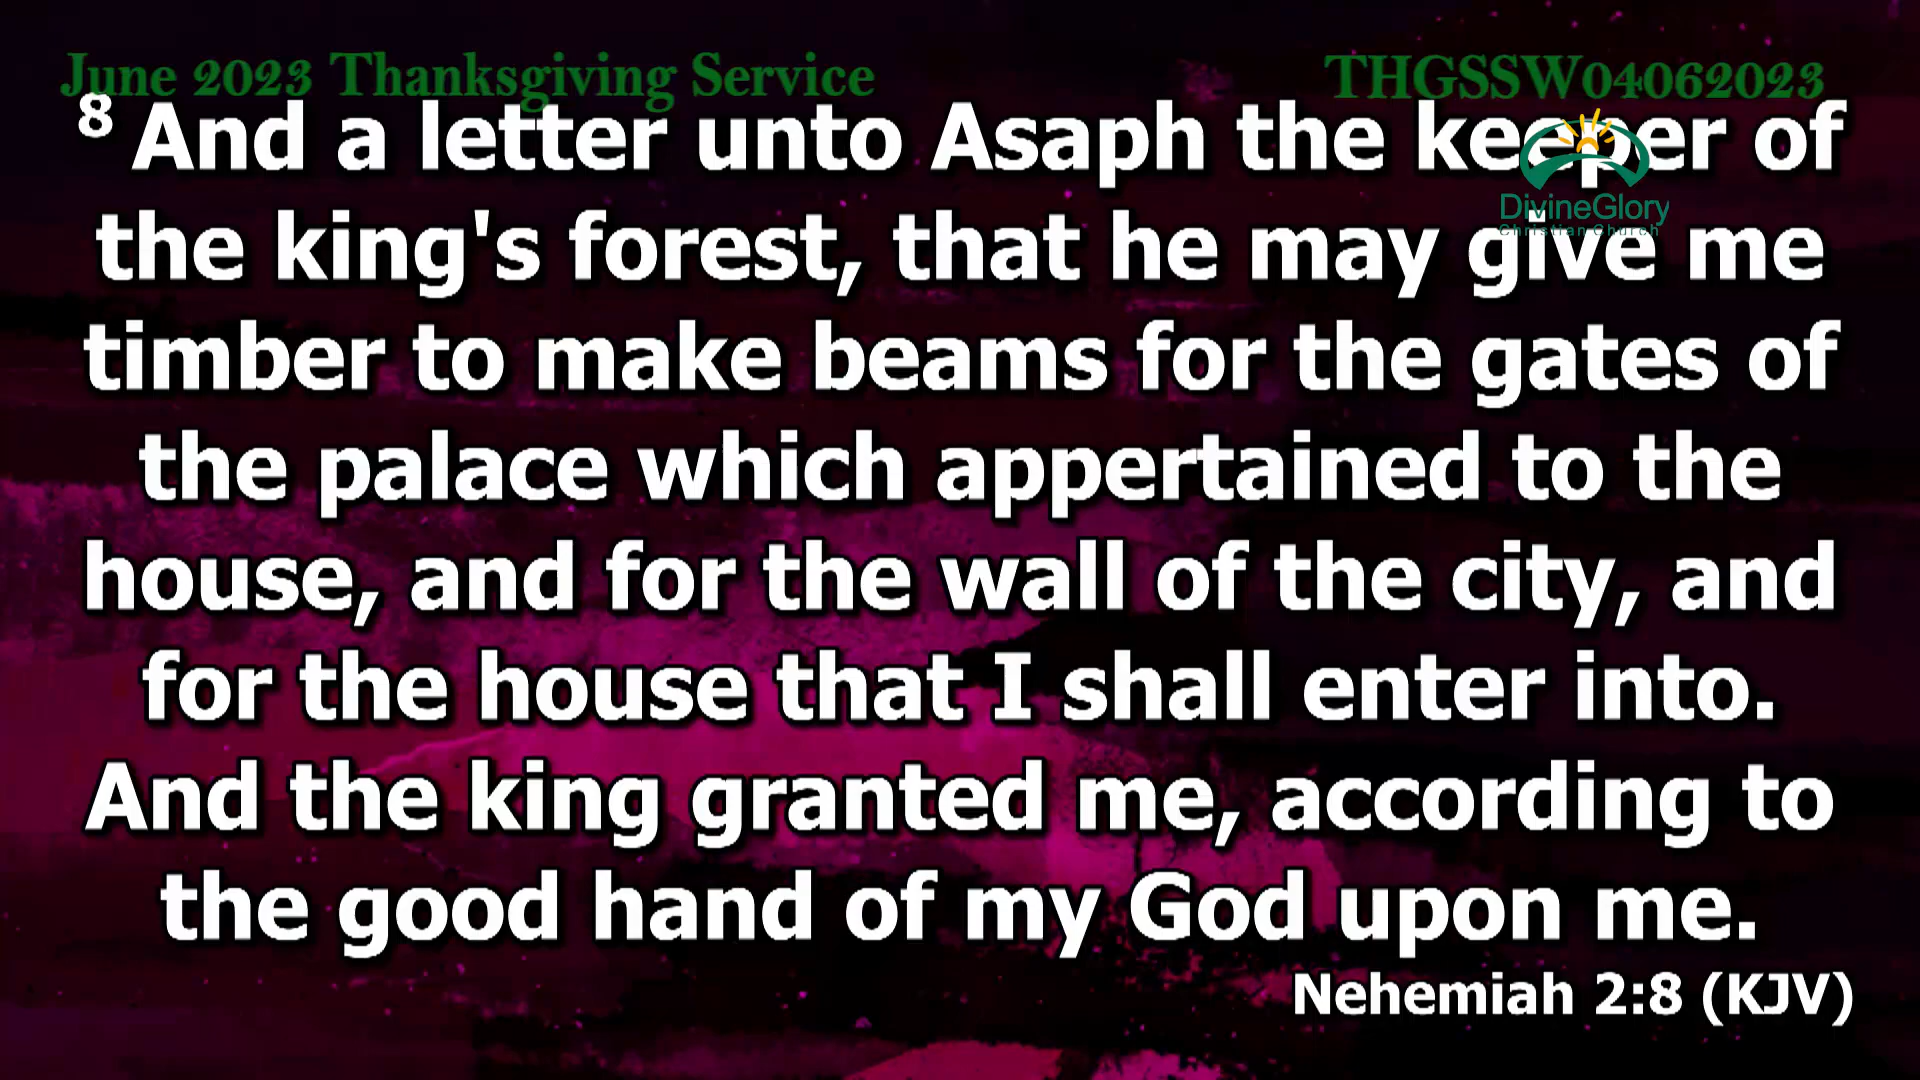 June 2023 Thanksgiving Service
THGSSW04062023
8 And a letter unto Asaph the keeper of
the king's forest, that he may give me
timber to make beams for the gates of
the palace which appertained to the
house, and for the wall of the city, and
for the house that I shall enter into.
And the king granted me, according to
the good hand of my God upon me.
Nehemiah 2:8 (KJV)
DivineGlory
Christian Church